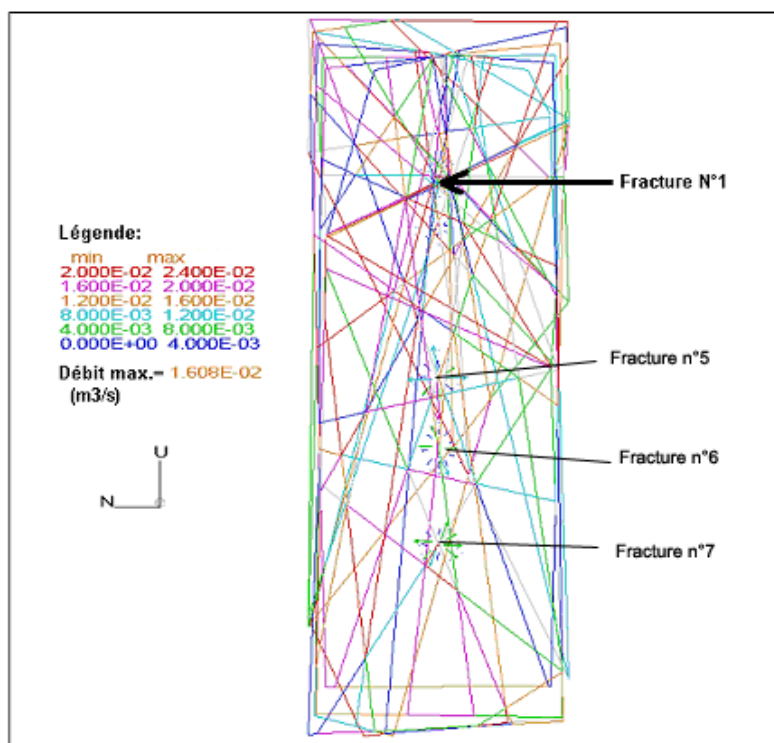 Fracture N°1
Légende:
min max
2.000E-02 2.400E-02
1.600E-02 2.000E-02
1.200E-02 1.600E-02
8.000E-03 1.200E-02
4.000E-03 8.000E-03
0.000E+00 4.000E-03
Débit max.= 1.608E-02
(m3/s)
Fracture n°5
Fracture n°6
Fracture n°7
U
N